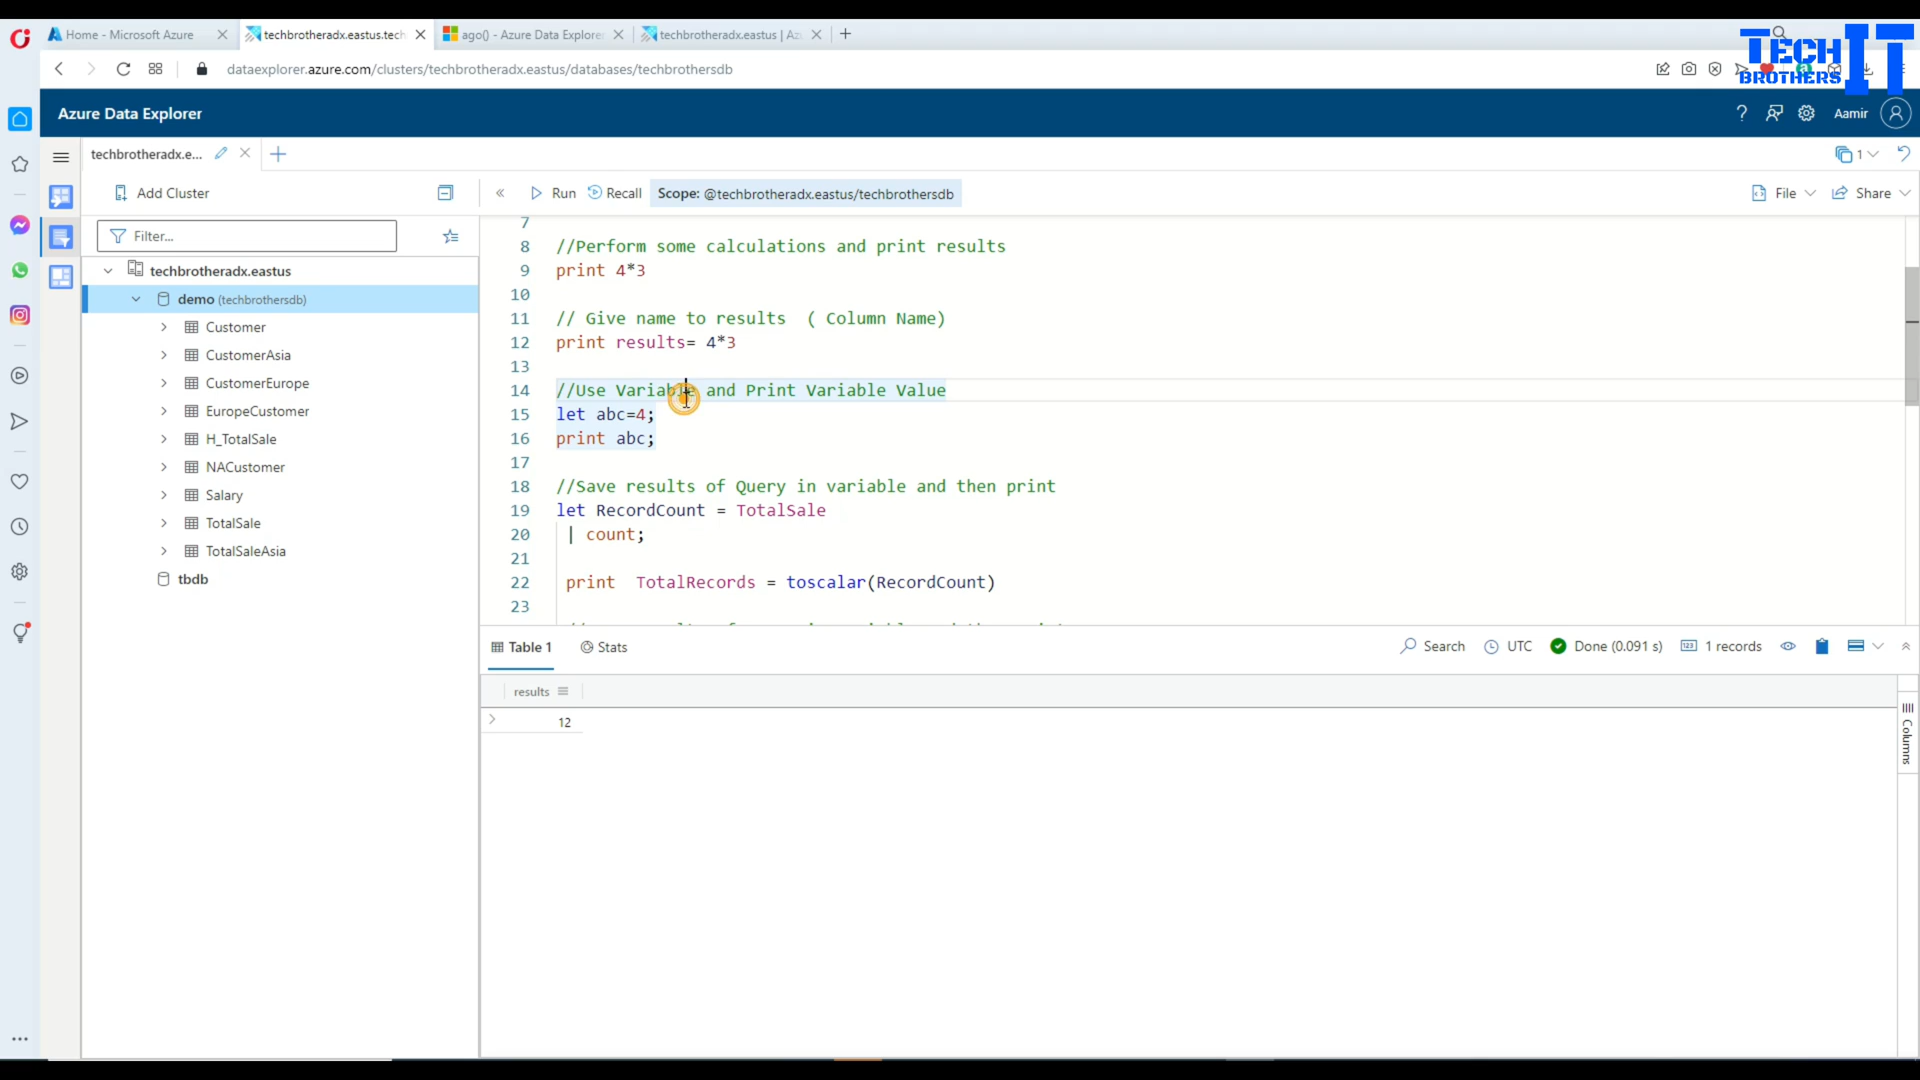 Home - Microsoft Azure
techbrotheradx.eastus.tech
ago() - Azure Data Explorer
techbrotheradx.eastus | Az
dataexplorer.azure.com/clusters/techbrotheradx.eastus/databases/techbrothersdb
TECH BROTHERS IT
Azure Data Explorer
Aamir
techbrotheradx.e...
1
Add Cluster
Run
Recall
Scope: @techbrotheradx.eastus/techbrothersdb
File
Share
Filter...
techbrotheradx.eastus
demo (techbrothersdb)
Customer
CustomerAsia
CustomerEurope
EuropeCustomer
H_TotalSale
NACustomer
Salary
TotalSale
TotalSaleAsia
tbdb
7
8 //Perform some calculations and print results
9 print 4*3
10
11 // Give name to results ( Column Name)
12 print results= 4*3
13
14 //Use Variable and Print Variable Value
15 let abc=4;
16 print abc;
17
18 //Save results of Query in variable and then print
19 let RecordCount = TotalSale
20 | count;
21
22 print TotalRecords = toscalar(RecordCount)
23
Table 1
Stats
Search
UTC
Done (0.091 s)
123 1 records
results
12
Columns